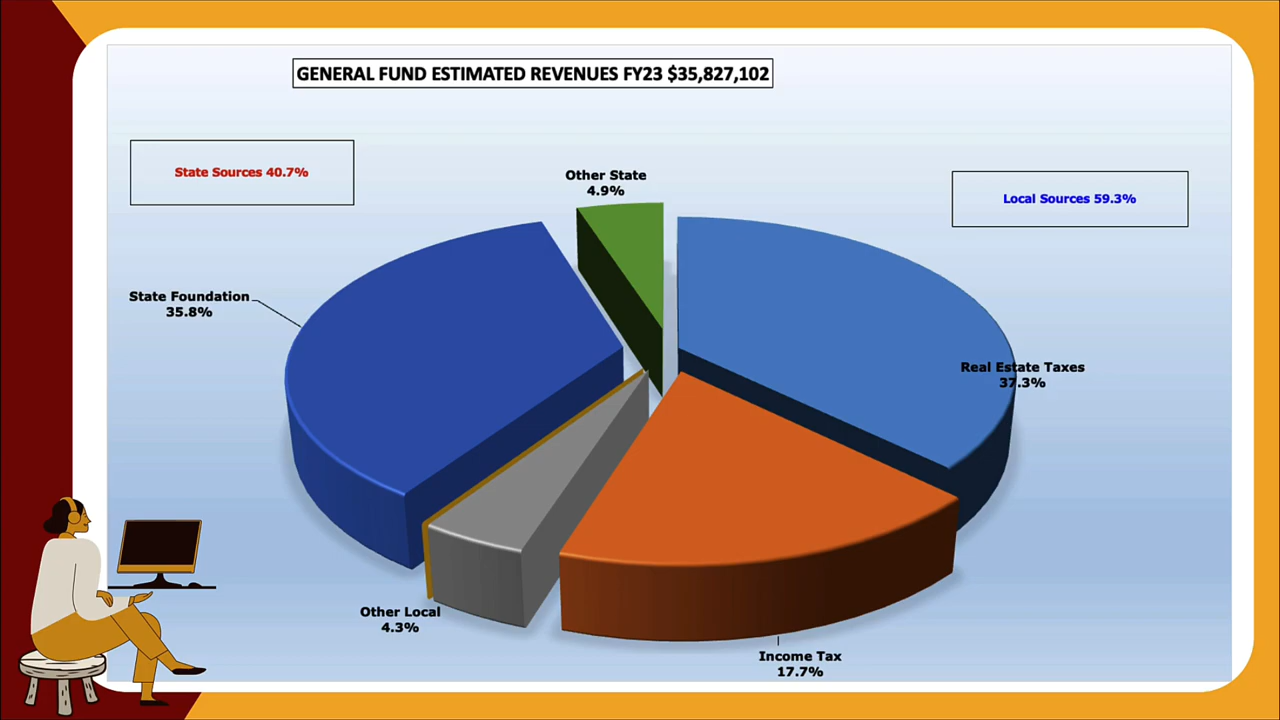 GENERAL FUND ESTIMATED REVENUES FY23 $35,827,102
State Sources 40.7%
Other State
4.9%
Local Sources 59.3%
State Foundation
35.8%
Real Estate Taxes
37.3%
Other Local
4.3%
Income Tax
17.7%